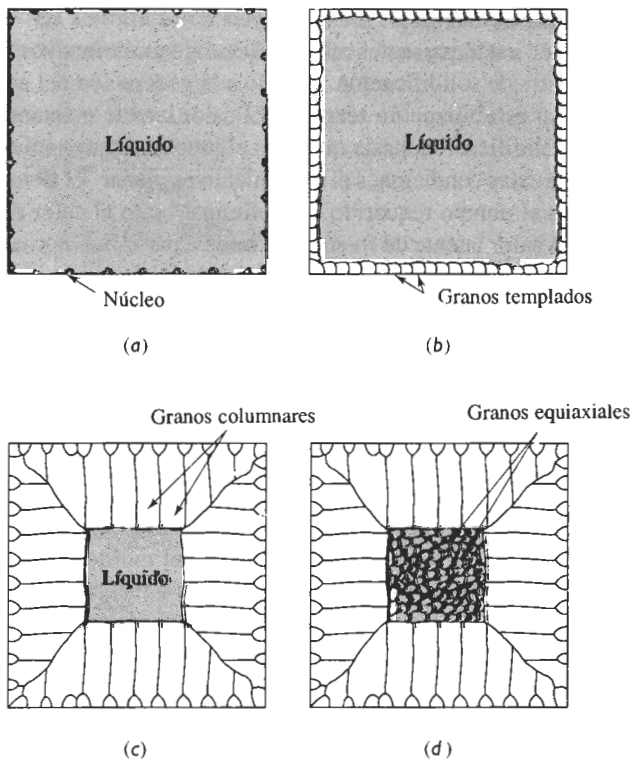 Líquido
Líquido
Núcleo
Granos templados
(a)
(b)
Granos columnares
Granos equiaxiales
Líquido
(c)
(d)